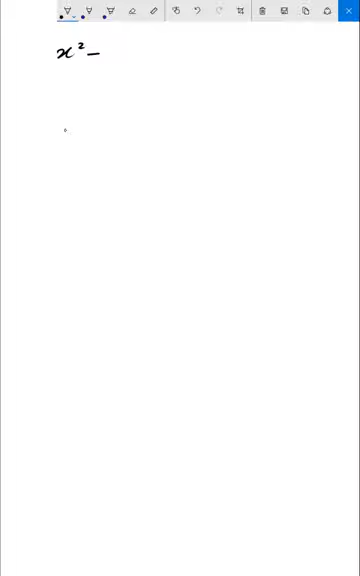 x² –